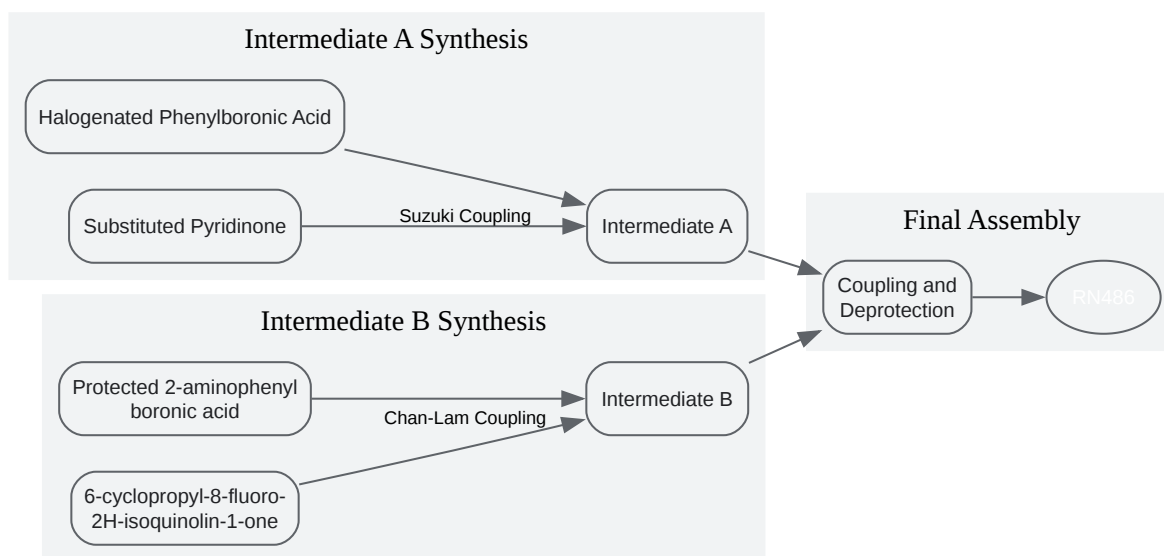 Intermediate A Synthesis
Halogenated Phenylboronic Acid
Substituted Pyridinone
Suzuki Coupling
Intermediate A
Intermediate B Synthesis
Protected 2-aminophenyl
boronic acid
Chan-Lam Coupling
6-cyclopropyl-8-fluoro-
2H-isoquinolin-1-one
Intermediate B
Final Assembly
Coupling and
Deprotection
RN486